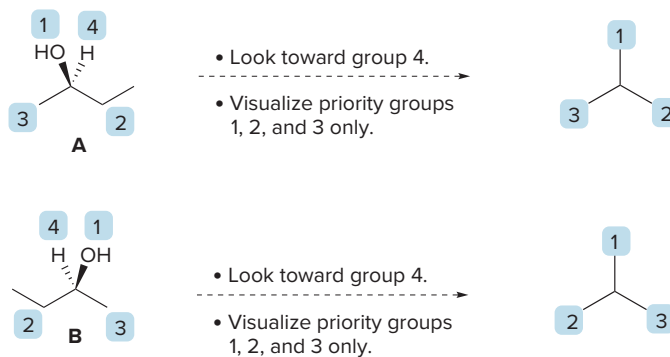 1 4
HO H
3 2
A
• Look toward group 4.
• Visualize priority groups
1, 2, and 3 only.
1
3 2
4 1
H OH
2 3
B
• Look toward group 4.
• Visualize priority groups
1, 2, and 3 only.
1
2 3